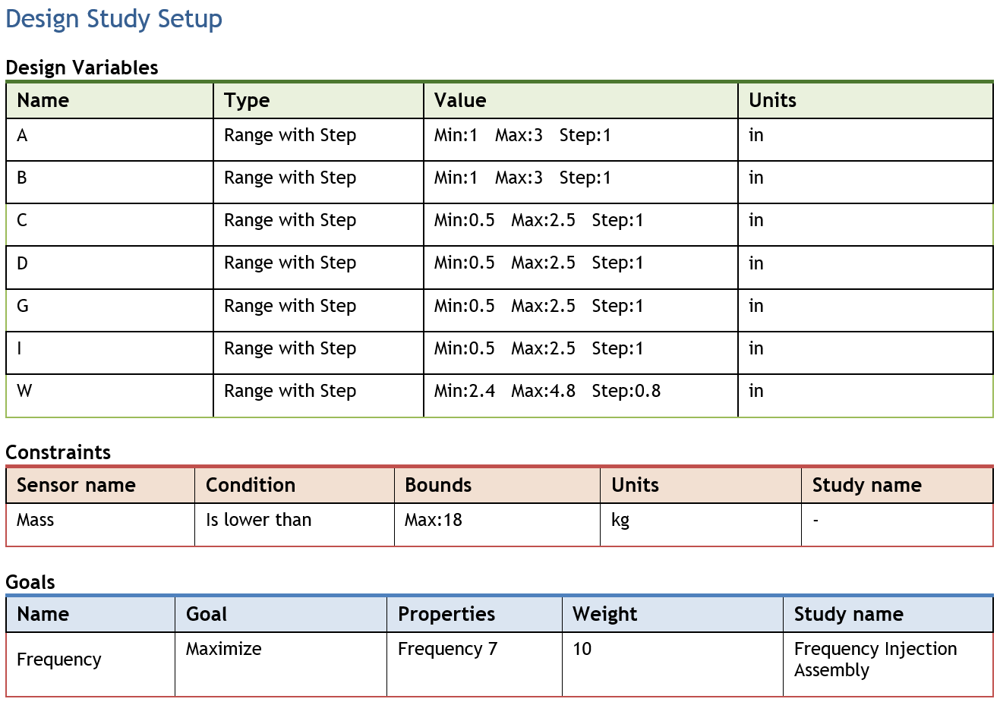 Design Study Setup
Design Variables
Name Type Value Units
A Range with Step Min:1 Max:3 Step:1 in
B Range with Step Min:1 Max:3 Step:1 in
C Range with Step Min:0.5 Max:2.5 Step:1 in
D Range with Step Min:0.5 Max:2.5 Step:1 in
G Range with Step Min:0.5 Max:2.5 Step:1 in
I Range with Step Min:0.5 Max:2.5 Step:1 in
W Range with Step Min:2.4 Max:4.8 Step:0.8 in
Constraints
Sensor name Condition Bounds Units Study name
Mass Is lower than Max:18 kg -
Goals
Name Goal Properties Weight Study name
Frequency Maximize Frequency 7 10 Frequency Injection
Assembly